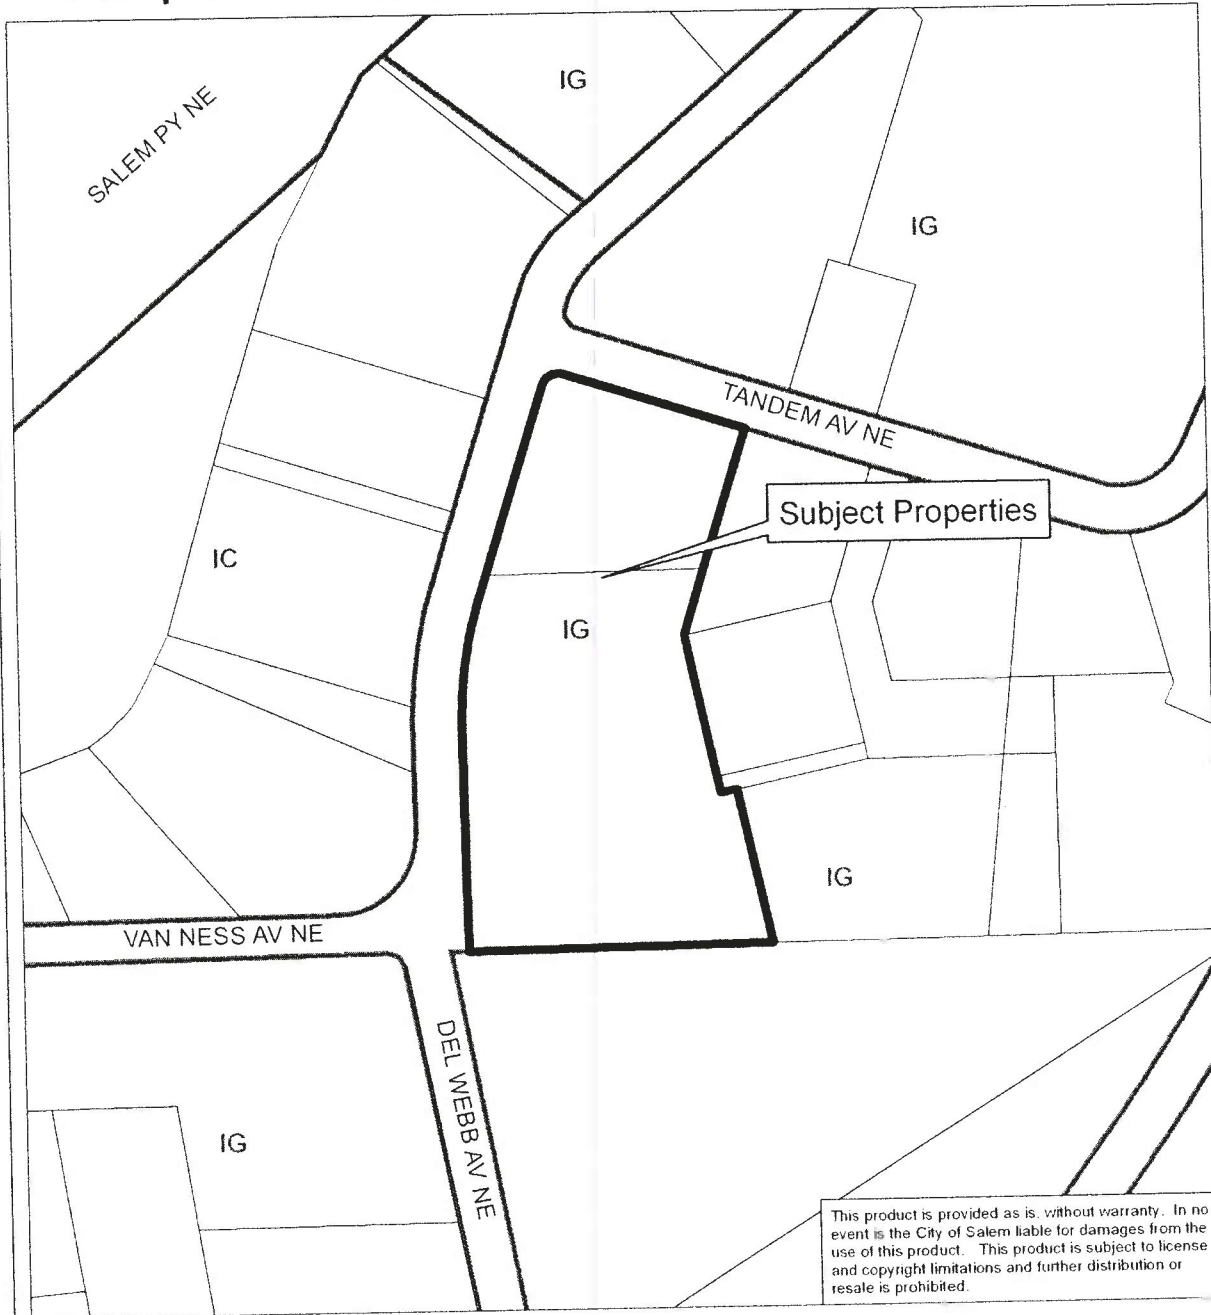 IG
SALEM PY NE
IG
TANDEM AV NE
Subject Properties
IC
IG
IG
VAN NESS AV NE
DEL WEBB AV NE
IG
This product is provided as is, without warranty. In no
event is the City of Salem liable for damages from the
use of this product. This product is subject to license
and copyright limitations and further distribution or
resale is prohibited.